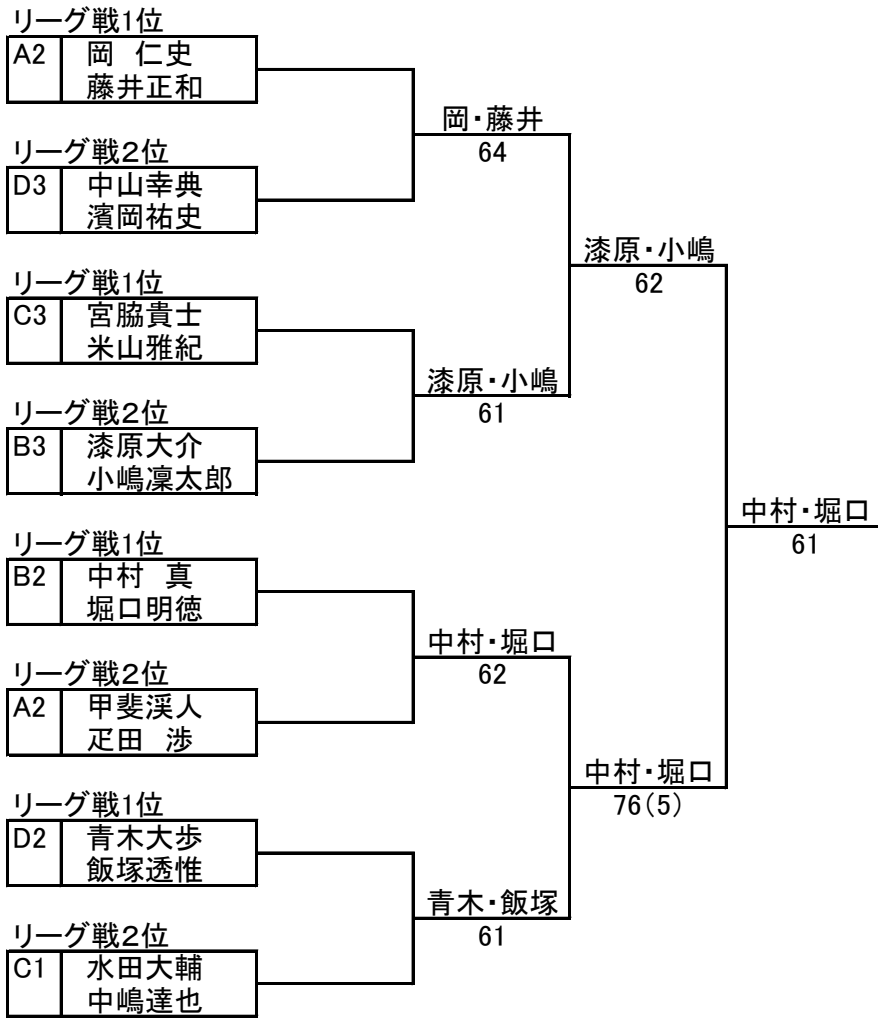 リーグ戦1位
A2 岡 仁史
藤井正和
岡・藤井
64
リーグ戦2位
D3 中山幸典
濱岡祐史
漆原・小嶋
62
リーグ戦1位
C3 宮脇貴士
米山雅紀
漆原・小嶋
61
リーグ戦2位
B3 漆原大介
小嶋凜太郎
中村・堀口
61
リーグ戦1位
B2 中村 真
堀口明徳
中村・堀口
62
リーグ戦2位
A2 甲斐渓人
疋田 渉
中村・堀口
76(5)
リーグ戦1位
D2 青木大歩
飯塚透惟
青木・飯塚
61
リーグ戦2位
C1 水田大輔
中嶋達也